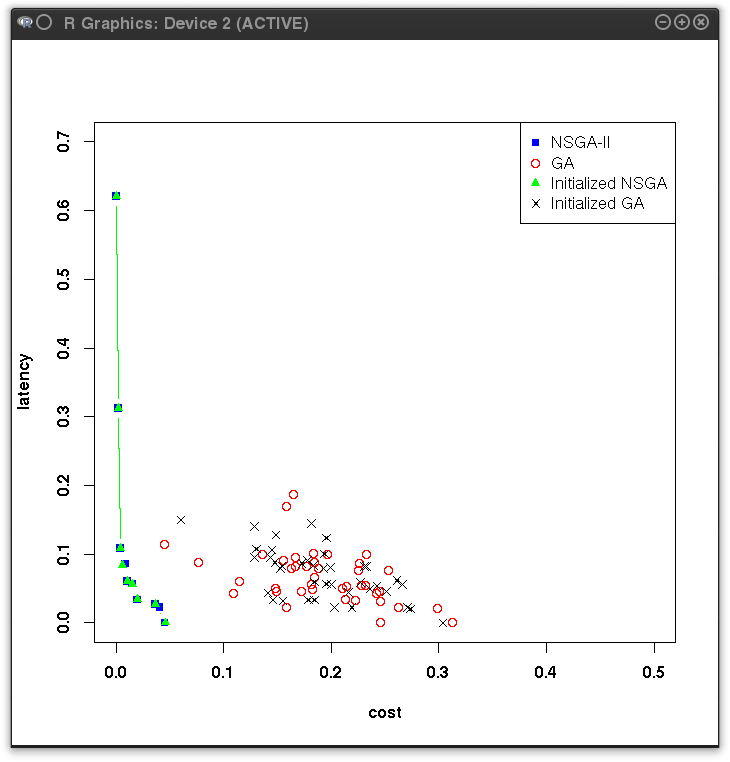 R Graphics: Device 2 (ACTIVE)
NSGA-II
GA
Initialized NSGA
Initialized GA
latency
0.7
0.6
0.5
0.4
0.3
0.2
0.1
0.0
0.0 0.1 0.2 0.3 0.4 0.5
cost